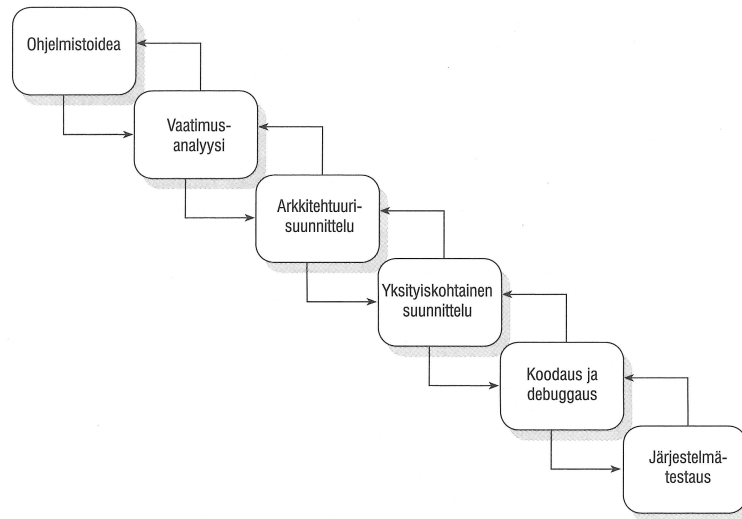 Ohjelmistoidea
Vaatimus-
analyysi
Arkkitehtuuri-
suunnittelu
Yksityiskohtainen
suunnittelu
Koodaus ja
debuggaus
Järjestelmä-
testaus